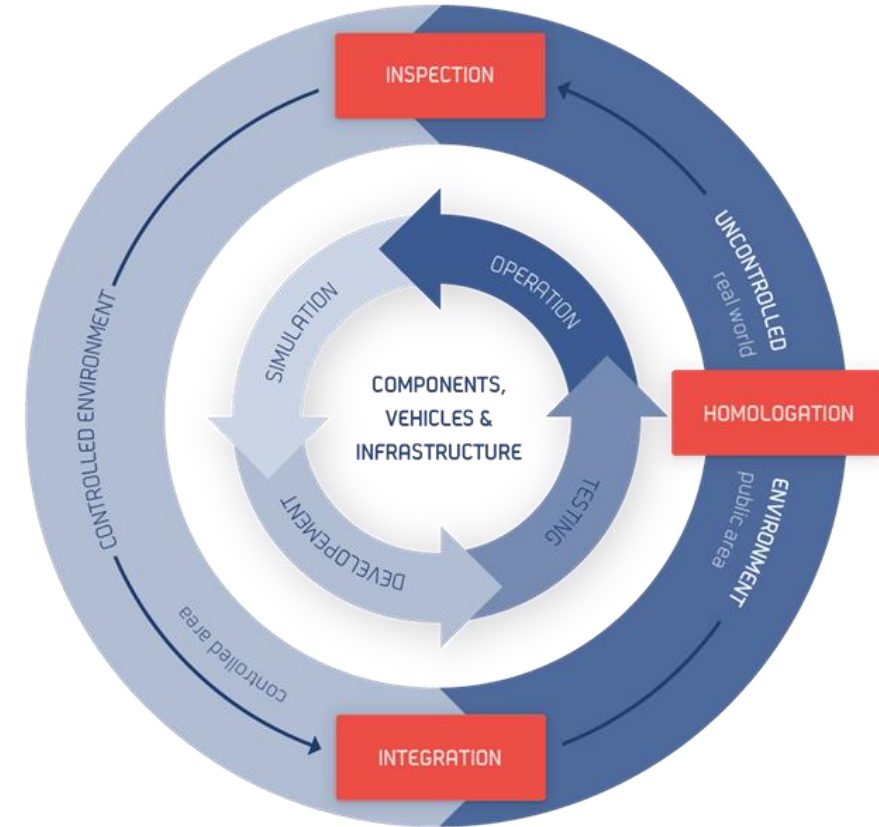 INSPECTION
UNCONTROLLED
real world
OPERATION
SIMULATION
CONTROLLED ENVIRONMENT
COMPONENTS,
VEHICLES &
INFRASTRUCTURE
HOMOLOGATION
TESTING
DEVELOPEMENT
ENVIRONMENT
public area
controlled area
INTEGRATION